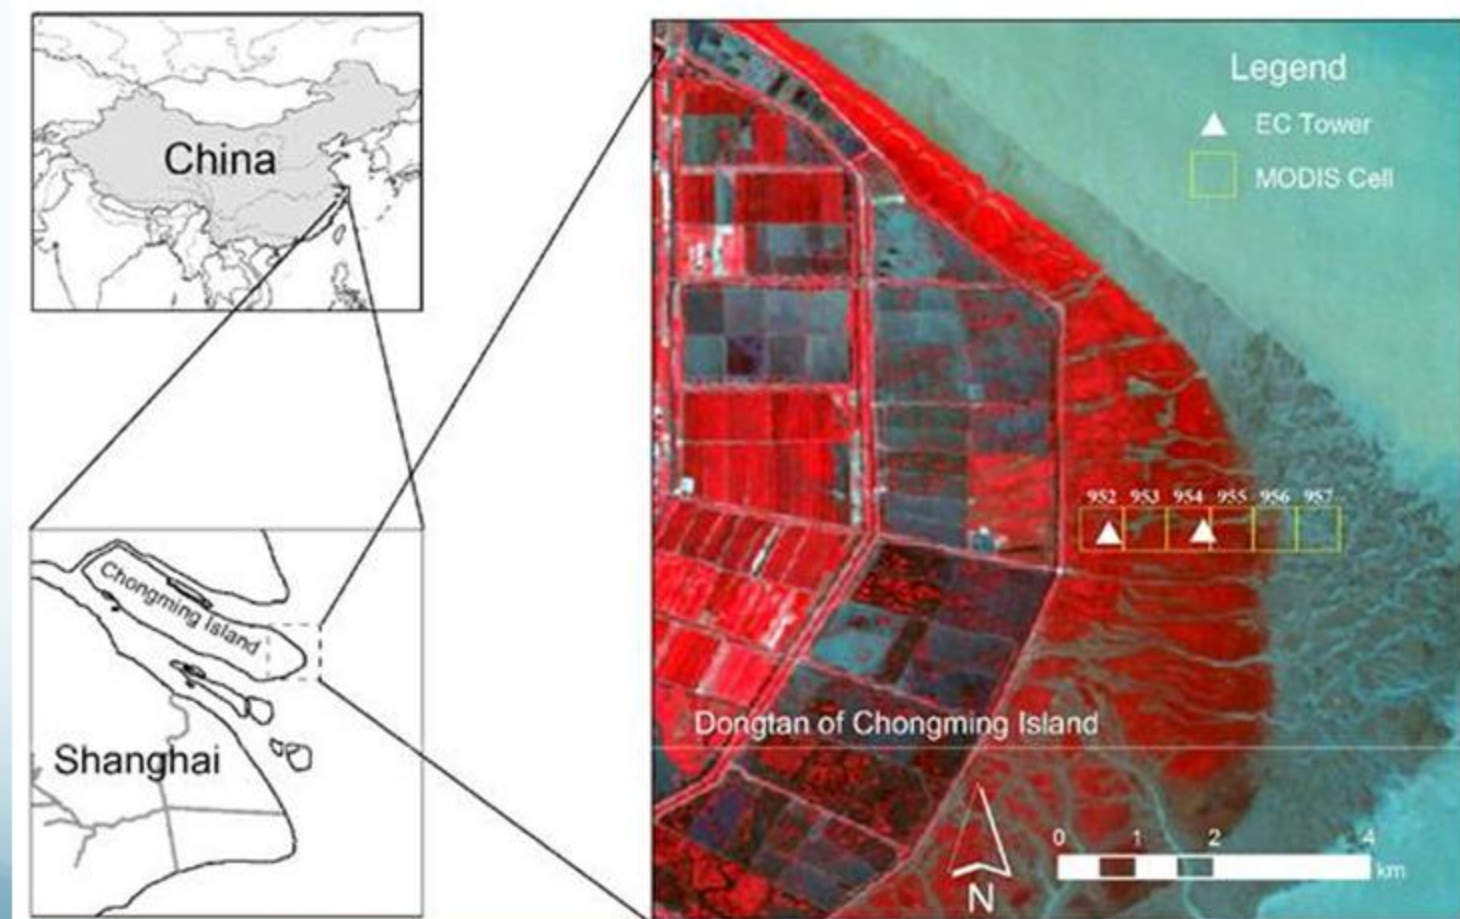 China
Chongming Island
Shanghai
Legend
EC Tower
MODIS Cell
952 953 954 955 956 957
Dongtan of Chongming Island
0 1 2 4
km
N